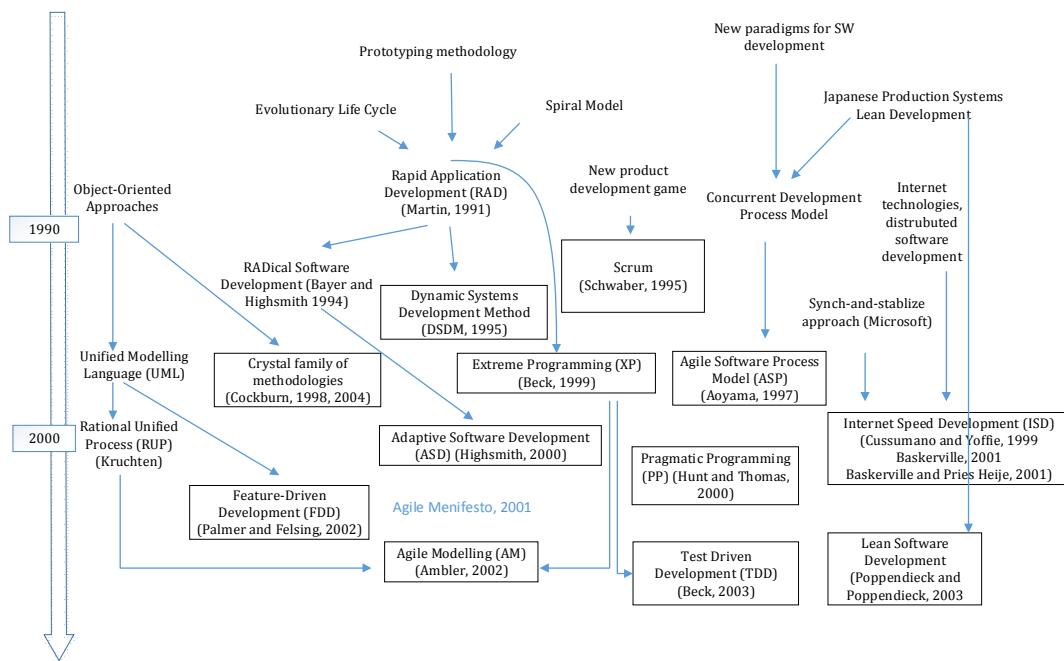 New paradigms for SW
development
Prototyping methodology
Evolutionary Life Cycle
Spiral Model
Japanese Production Systems
Lean Development
Object-Oriented
Approaches
Rapid Application
Development (RAD)
(Martin, 1991)
New product
development game
Concurrent Development
Process Model
Internet
technologies,
distrubuted
software
development
1990
RADical Software
Development (Bayer and
Highsmith 1994)
Dynamic Systems
Development Method
(DSDM, 1995)
Scrum
(Schwaber, 1995)
Synch-and-stablize
approach (Microsoft)
Unified Modelling
Language (UML)
Crystal family of
methodologies
(Cockburn, 1998, 2004)
Extreme Programming (XP)
(Beck, 1999)
Agile Software Process
Model (ASP)
(Aoyama, 1997)
2000
Rational Unified
Process (RUP)
(Kruchten)
Adaptive Software Development
(ASD) (Highsmith, 2000)
Internet Speed Development (ISD)
(Cussumano and Yoffie, 1999
Baskerville, 2001
Baskerville and Pries Heije, 2001)
Pragmatic Programming
(PP) (Hunt and Thomas,
2000)
Feature-Driven
Development (FDD)
(Palmer and Felsing, 2002)
Agile Menifesto, 2001
Agile Modelling (AM)
(Ambler, 2002)
Test Driven
Development (TDD)
(Beck, 2003)
Lean Software
Development
(Poppendieck and
Poppendieck, 2003